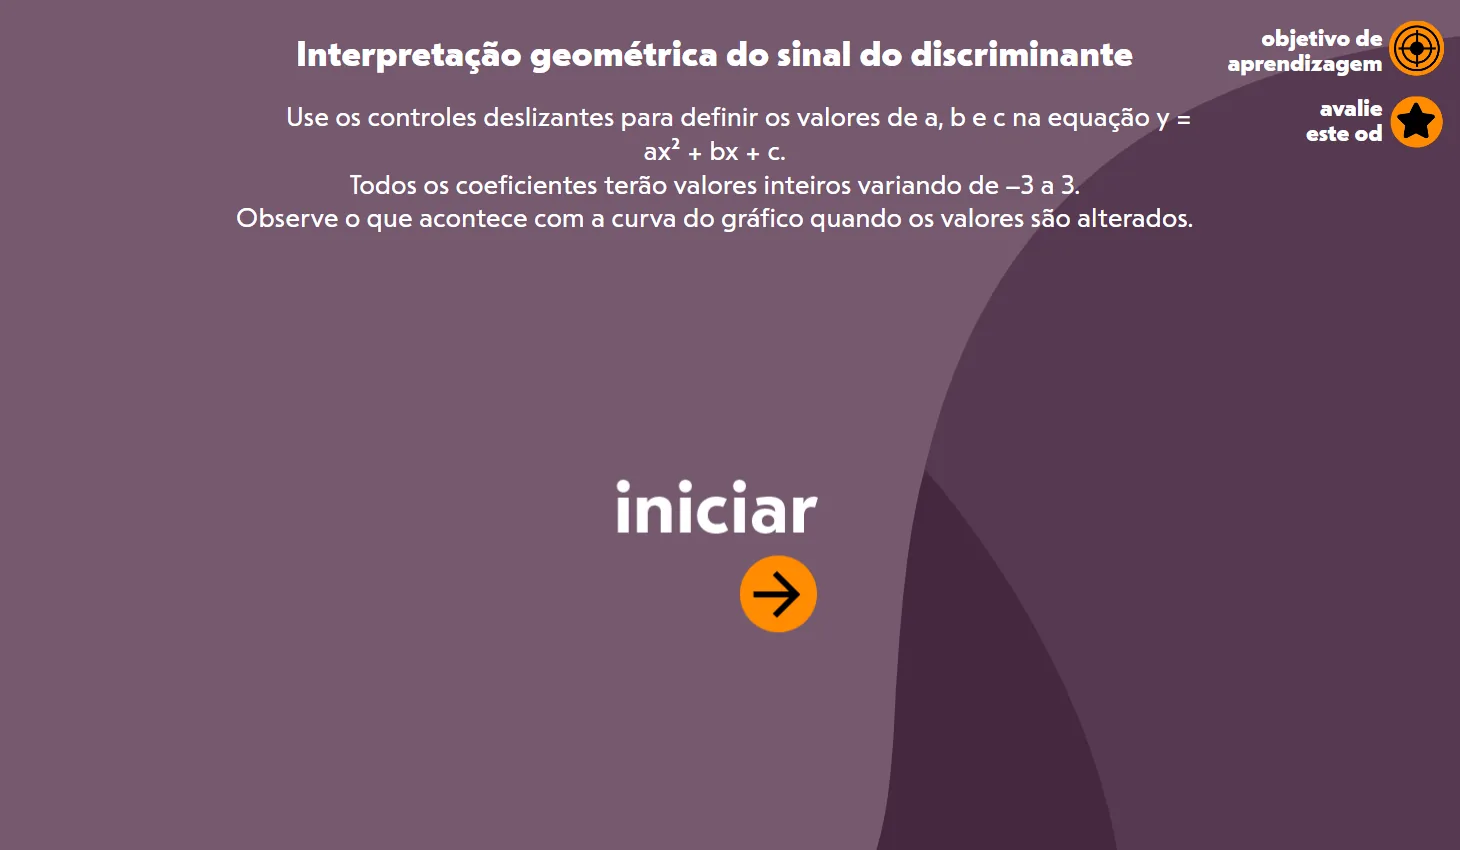 Interpretação geométrica do sinal do discriminante
objetivo de
aprendizagem
avalie
este od
Use os controles deslizantes para definir os valores de a, b e c na equação y =
ax² + bx + c.
Todos os coeficientes terão valores inteiros variando de –3 a 3.
Observe o que acontece com a curva do gráfico quando os valores são alterados.
iniciar